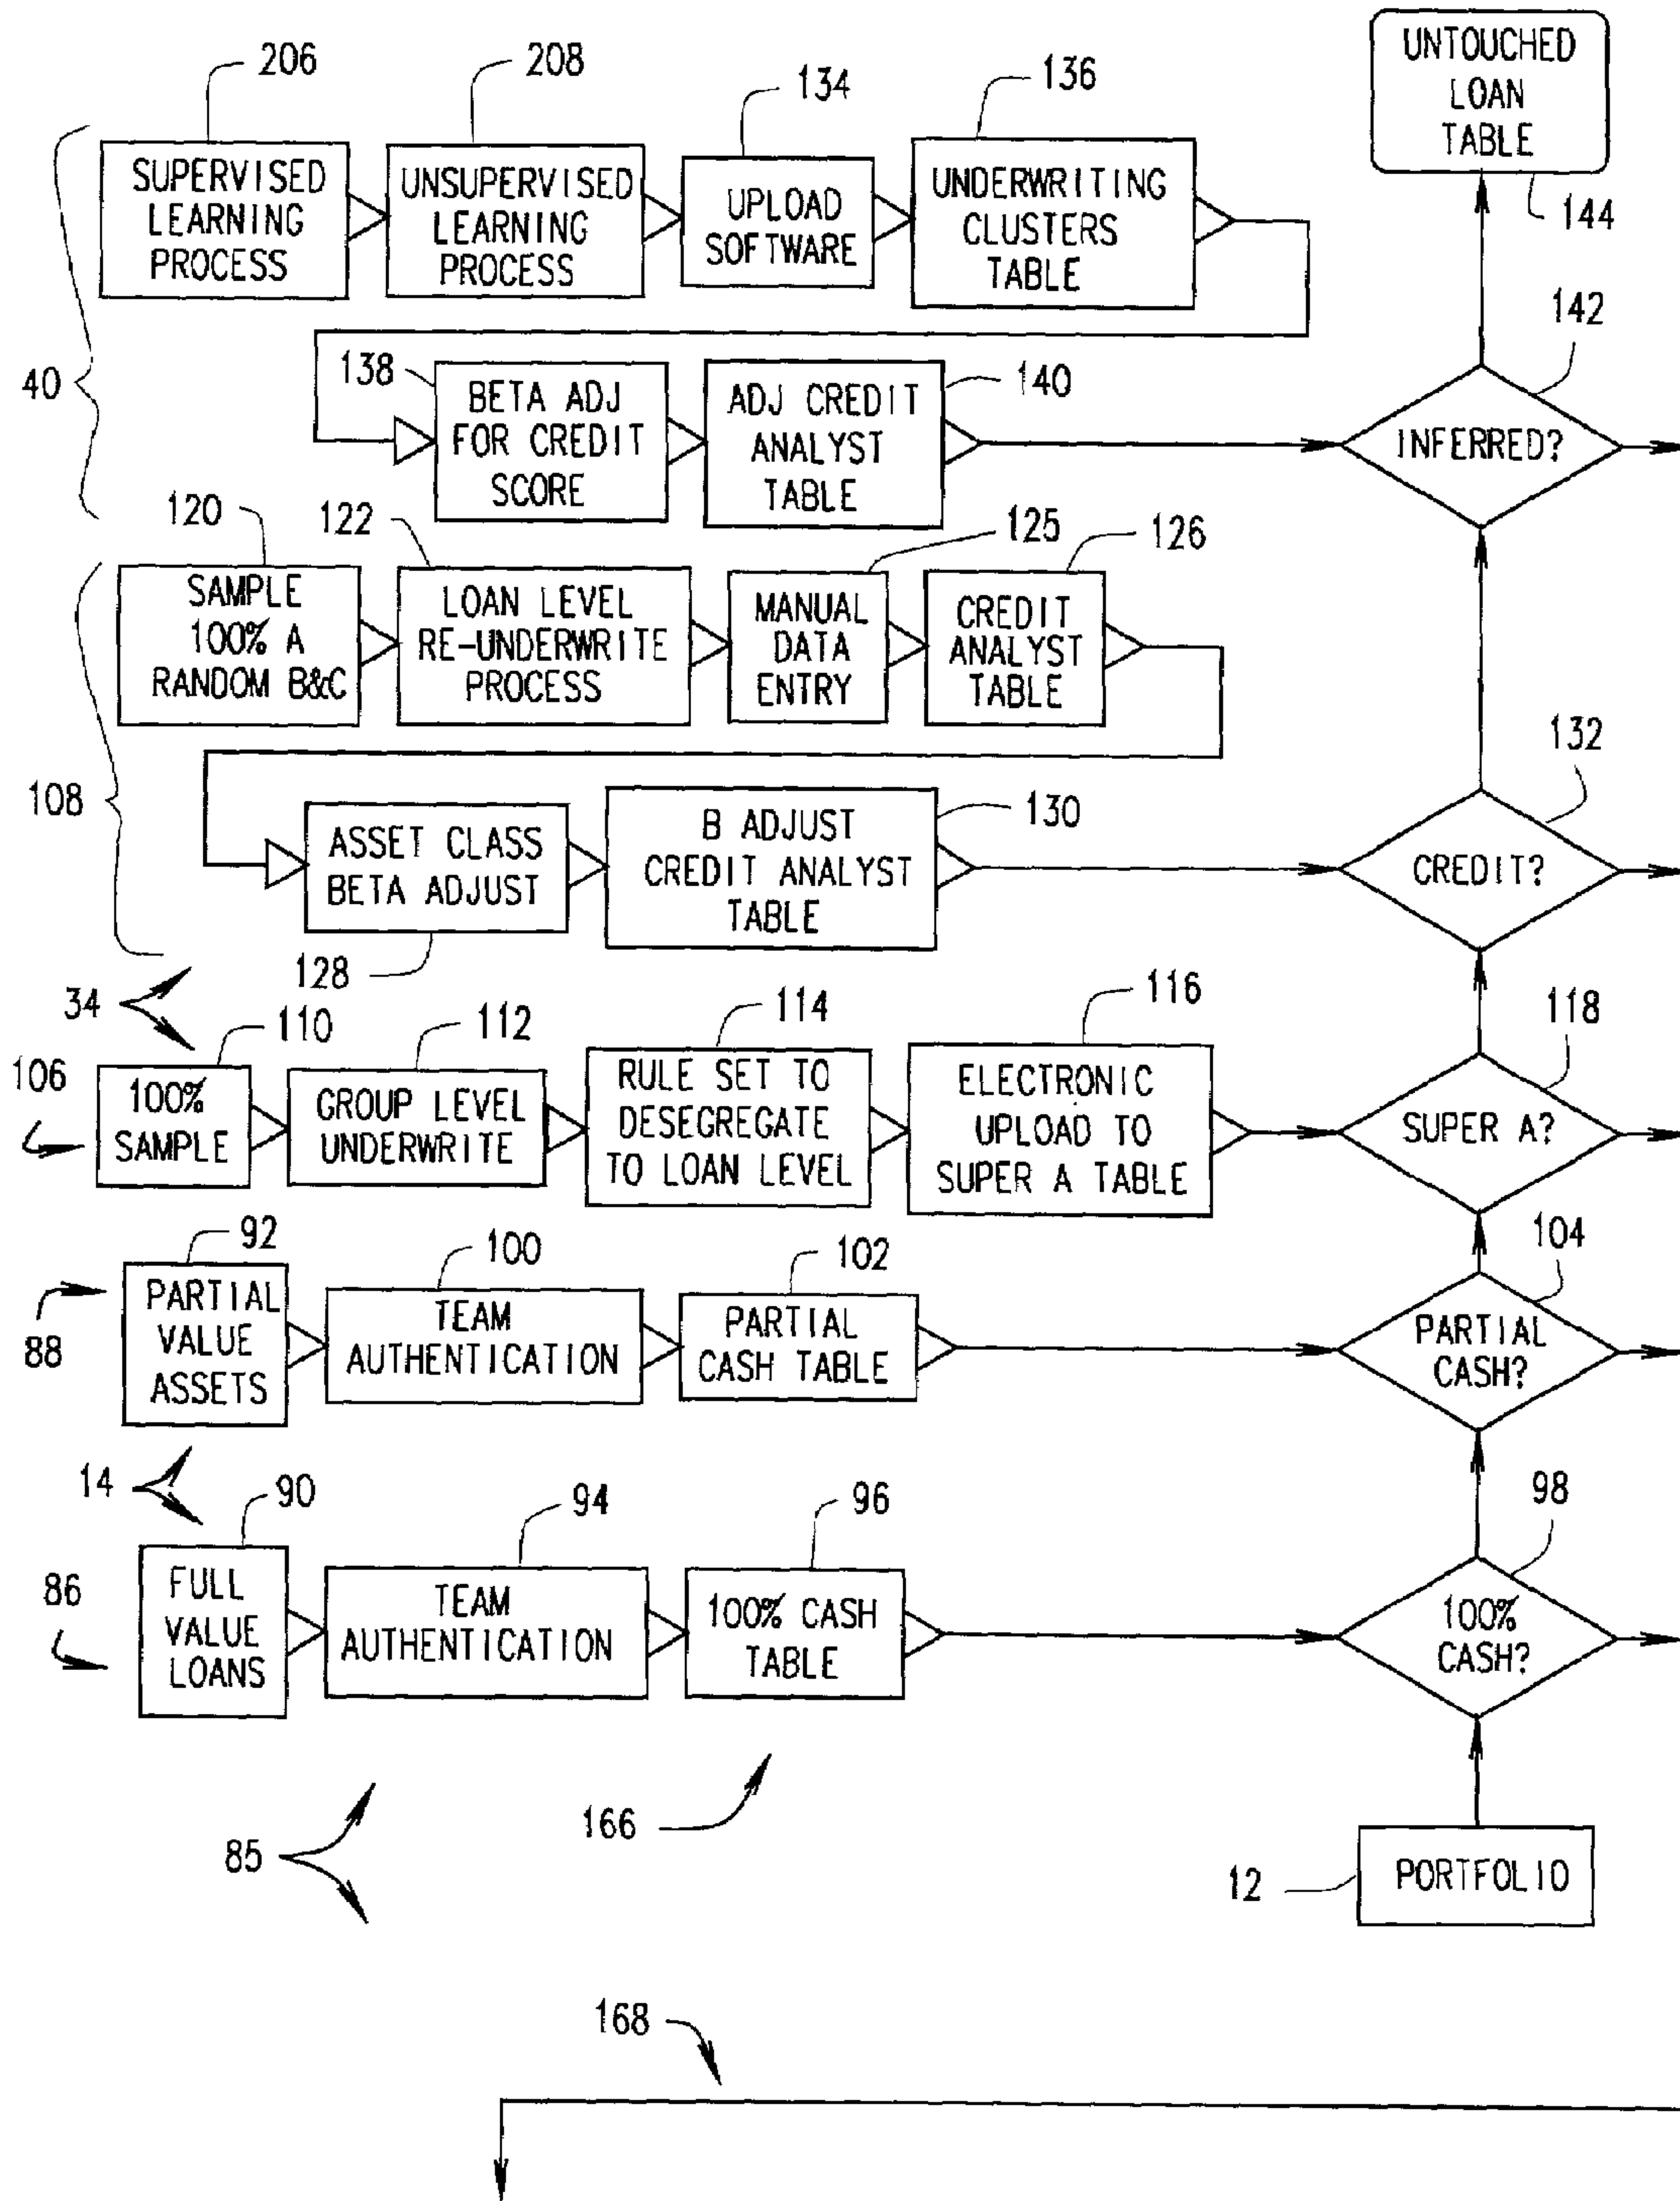 206
208
134
136
UNTOUCHED
LOAN
TABLE
144
SUPERVISED
LEARNING
PROCESS
UNSUPERVISED
LEARNING
PROCESS
UPLOAD
SOFTWARE
UNDERWRITING
CLUSTERS
TABLE
40
138
BETA ADJ
FOR CREDIT
SCORE
ADJ CREDIT
ANALYST
TABLE
140
142
INFERRED?
120
122
125
126
SAMPLE
100% A
RANDOM B&C
LOAN LEVEL
RE-UNDERWRITE
PROCESS
MANUAL
DATA
ENTRY
CREDIT
ANALYST
TABLE
108
ASSET CLASS
BETA ADJUST
128
B ADJUST
CREDIT ANALYST
TABLE
130
132
CREDIT?
34
106
110
112
114
116
118
100%
SAMPLE
GROUP LEVEL
UNDERWRITE
RULE SET TO
DESEGREGATE
TO LOAN LEVEL
ELECTRONIC
UPLOAD TO
SUPER A TABLE
SUPER A?
88
92
100
102
104
PARTIAL
VALUE
ASSETS
TEAM
AUTHENTICATION
PARTIAL
CASH TABLE
PARTIAL
CASH?
14
86
90
94
96
98
FULL
VALUE
LOANS
TEAM
AUTHENTICATION
100% CASH
TABLE
100%
CASH?
85
166
12
PORTFOLIO
168